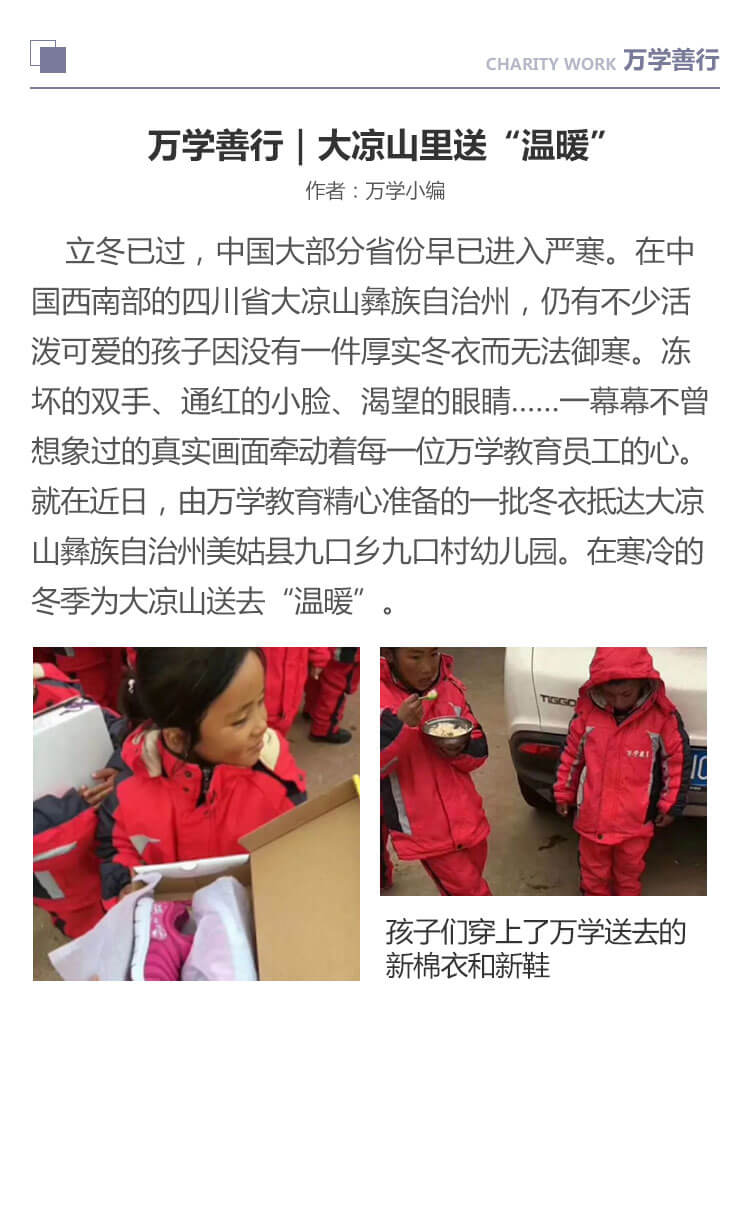 CHARITY WORK 万学善行
万学善行｜大凉山里送“温暖”
作者：万学小编
立冬已过，中国大部分省份早已进入严寒。在中
国西南部的四川省大凉山彝族自治州，仍有不少活
泼可爱的孩子因没有一件厚实冬衣而无法御寒。冻
坏的双手、通红的小脸、渴望的眼睛......一幕幕不曾
想象过的真实画面牵动着每一位万学教育员工的心。
就在近日，由万学教育精心准备的一批冬衣抵达大凉
山彝族自治州美姑县九口乡九口村幼儿园。在寒冷的
冬季为大凉山送去“温暖”。
TIGGO
孩子们穿上了万学送去的
新棉衣和新鞋